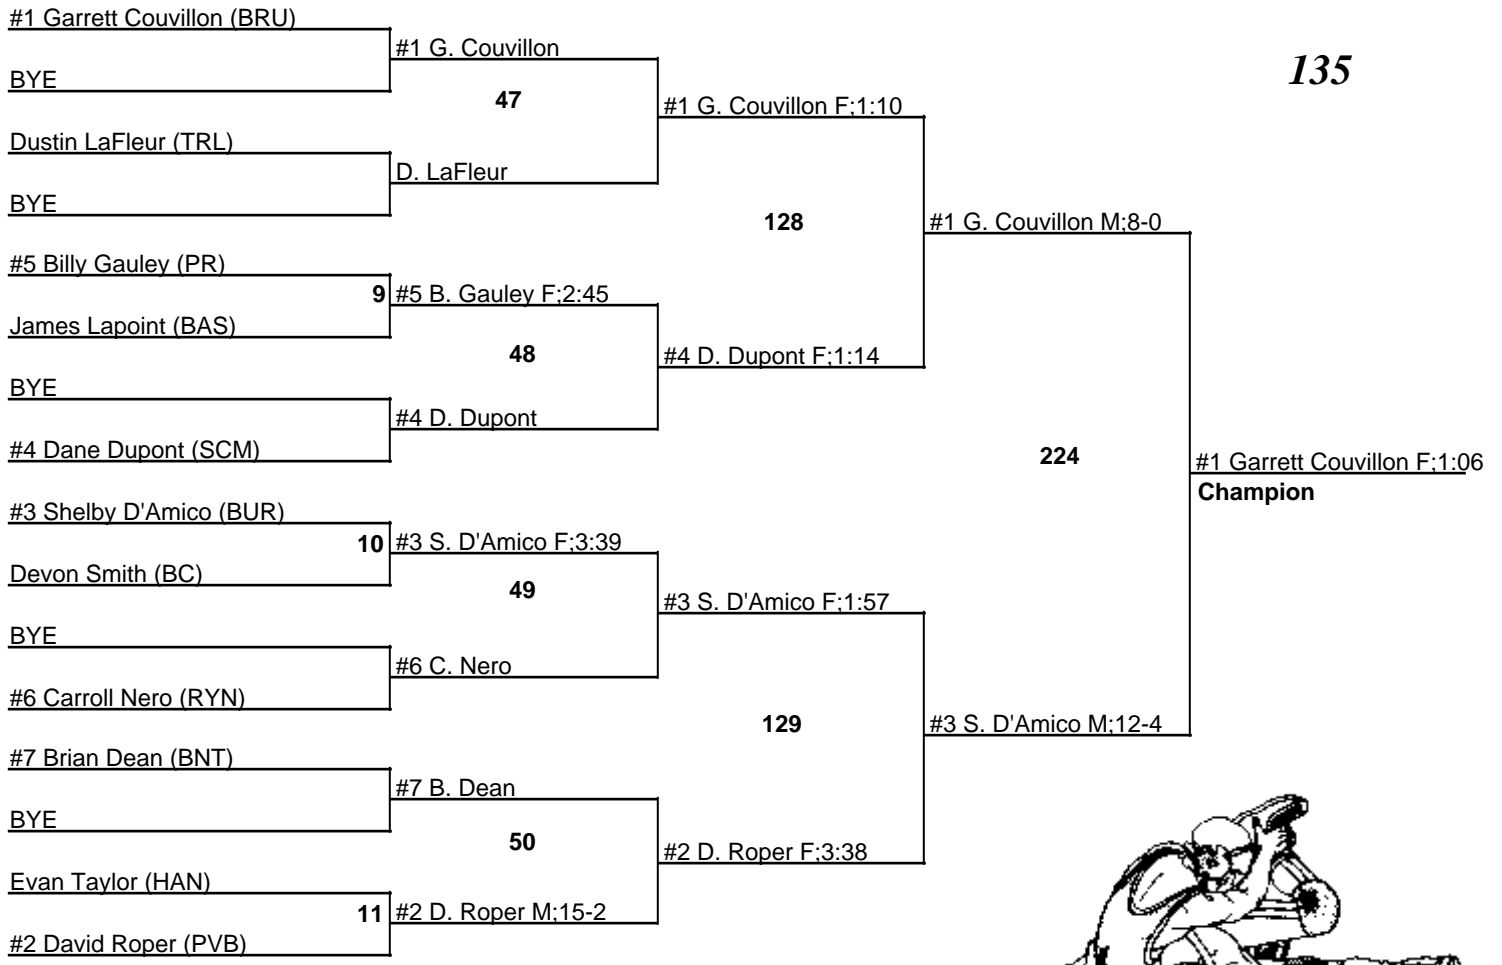 #1 Garrett Couvillon (BRU)
#1 G. Couvillon
135
BYE
47
#1 G. Couvillon F;1:10
Dustin LaFleur (TRL)
D. LaFleur
BYE
128
#1 G. Couvillon M;8-0
#5 Billy Gauley (PR)
9 #5 B. Gauley F;2:45
James Lapoint (BAS)
48
#4 D. Dupont F;1:14
BYE
#4 D. Dupont
#4 Dane Dupont (SCM)
224
#1 Garrett Couvillon F;1:06
Champion
#3 Shelby D'Amico (BUR)
10 #3 S. D'Amico F;3:39
Devon Smith (BC)
49
#3 S. D'Amico F;1:57
BYE
#6 C. Nero
#6 Carroll Nero (RYN)
129
#3 S. D'Amico M;12-4
#7 Brian Dean (BNT)
#7 B. Dean
BYE
50
#2 D. Roper F;3:38
Evan Taylor (HAN)
11 #2 D. Roper M;15-2
#2 David Roper (PVB)